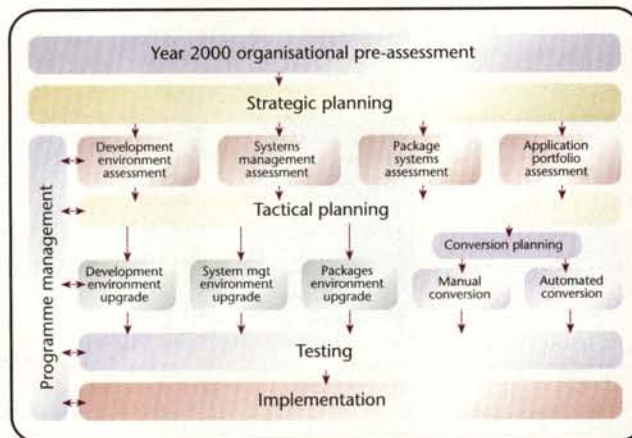 Year 2000 organisational pre-assessment
Strategic planning
Development
environment
assessment
Systems
management
assessment
Package
systems
assessment
Application
portfolio
assessment
Programme management
Tactical planning
Conversion planning
Development
environment
upgrade
System mgt
environment
upgrade
Packages
environment
upgrade
Manual
conversion
Automated
conversion
Testing
Implementation